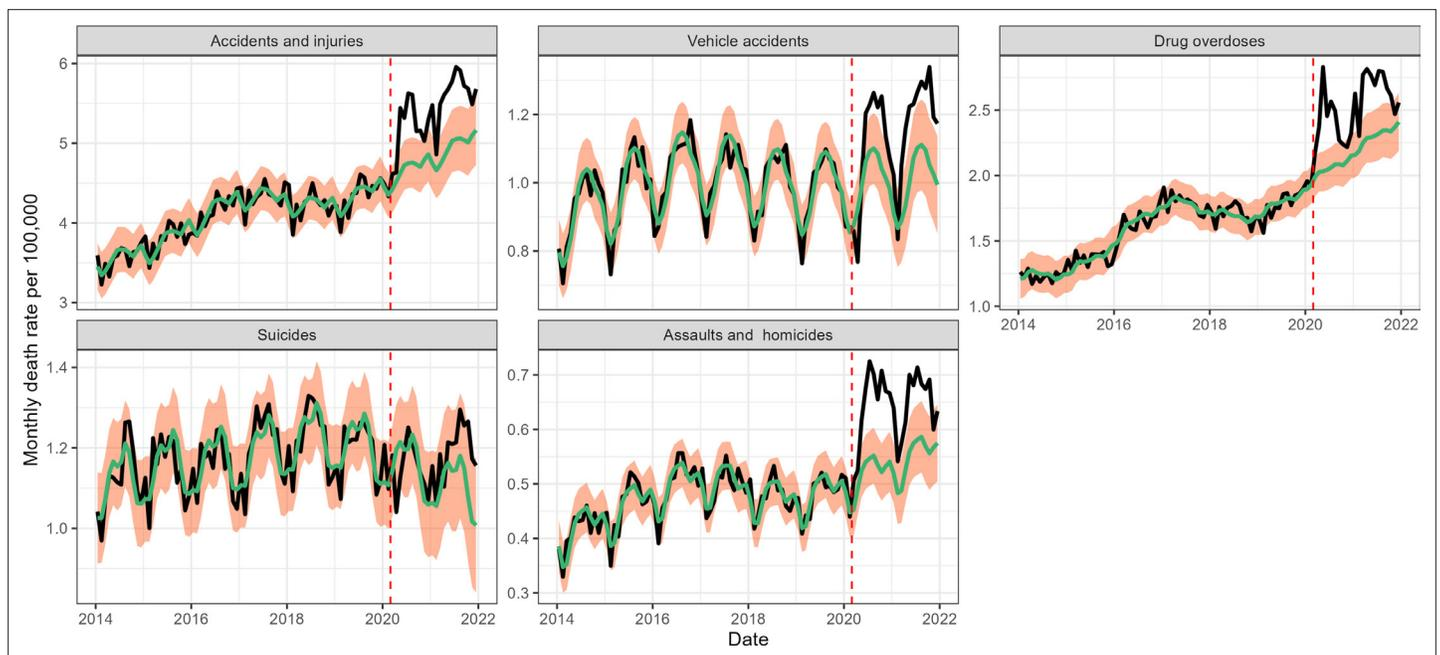 Accidents and injuries
Vehicle accidents
Drug overdoses
Monthly death rate per 100,000
6
5
4
3
1.2
1.0
0.8
2.5
2.0
1.5
1.0
2014 2016 2018 2020 2022
Suicides
Assaults and homicides
1.4
1.2
1.0
0.7
0.6
0.5
0.4
0.3
2014 2016 2018 2020 2022
2014 2016 2018 2020 2022
Date